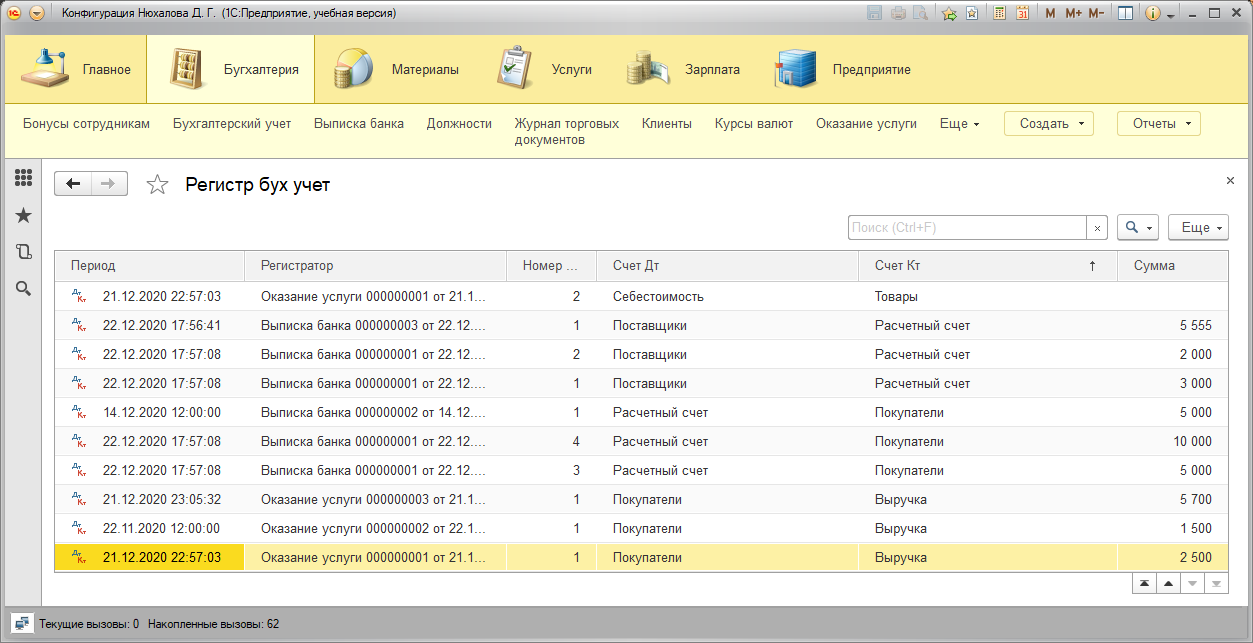 Конфигурация Нюхалова Д. Г. (1С:Предприятие, учебная версия)
M M+ M-
Главное Бухгалтерия Материалы Услуги Зарплата Предприятие
Бонусы сотрудникам Бухгалтерский учет Выписка банка Должности Журнал торговых документов Клиенты Курсы валют Оказание услуги Еще Создать Отчеты
Регистр бух учет
Поиск (Ctrl+F) × Еще
Период Регистратор Номер ... Счет Дт Счет Кт ↑ Сумма
21.12.2020 22:57:03 Оказание услуги 000000001 от 21.1... 2 Себестоимость Товары
22.12.2020 17:56:41 Выписка банка 000000003 от 22.12.... 1 Поставщики Расчетный счет 5 555
22.12.2020 17:57:08 Выписка банка 000000001 от 22.12.... 2 Поставщики Расчетный счет 2 000
22.12.2020 17:57:08 Выписка банка 000000001 от 22.12.... 1 Поставщики Расчетный счет 3 000
14.12.2020 12:00:00 Выписка банка 000000002 от 14.12.... 1 Расчетный счет Покупатели 5 000
22.12.2020 17:57:08 Выписка банка 000000001 от 22.12.... 4 Расчетный счет Покупатели 10 000
22.12.2020 17:57:08 Выписка банка 000000001 от 22.12.... 3 Расчетный счет Покупатели 5 000
21.12.2020 23:05:32 Оказание услуги 000000003 от 21.1... 1 Покупатели Выручка 5 700
22.11.2020 12:00:00 Оказание услуги 000000002 от 22.1... 1 Покупатели Выручка 1 500
21.12.2020 22:57:03 Оказание услуги 000000001 от 21.1... 1 Покупатели Выручка 2 500
Текущие вызовы: 0 Накопленные вызовы: 62